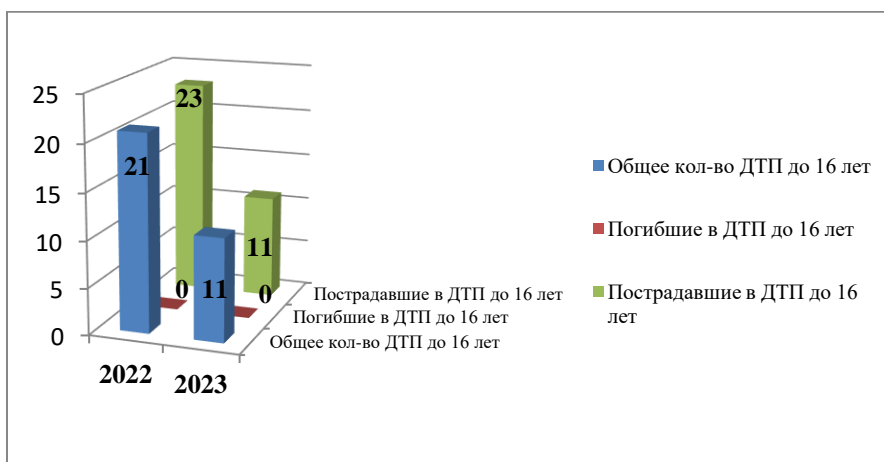 25
20
15
10
5
0
23
21
11
0
11
0
2022
2023
Пострадавшие в ДТП до 16 лет
Погибшие в ДТП до 16 лет
Общее кол-во ДТП до 16 лет
Общее кол-во ДТП до 16 лет
Погибшие в ДТП до 16 лет
Пострадавшие в ДТП до 16
лет